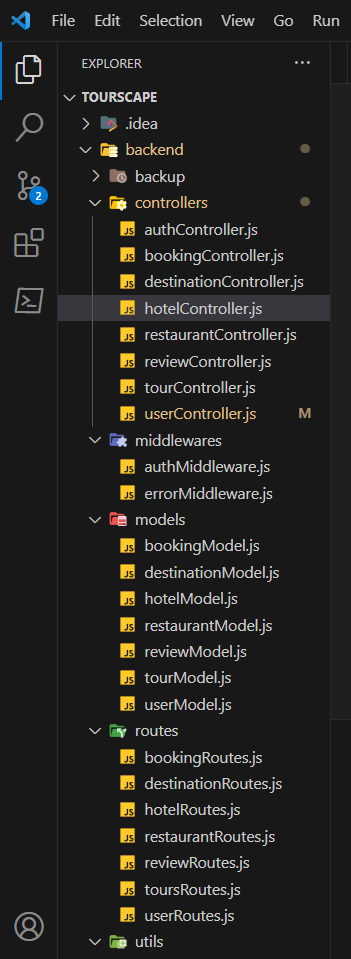 File Edit Selection View Go Run
EXPLORER ...
TOURSCAPE
.idea
backend
backup
controllers
authController.js
bookingController.js
destinationController.js
hotelController.js
restaurantController.js
reviewController.js
tourController.js
userController.js M
middlewares
authMiddleware.js
errorMiddleware.js
models
bookingModel.js
destinationModel.js
hotelModel.js
restaurantModel.js
reviewModel.js
tourModel.js
userModel.js
routes
bookingRoutes.js
destinationRoutes.js
hotelRoutes.js
restaurantRoutes.js
reviewRoutes.js
toursRoutes.js
userRoutes.js
utils
2